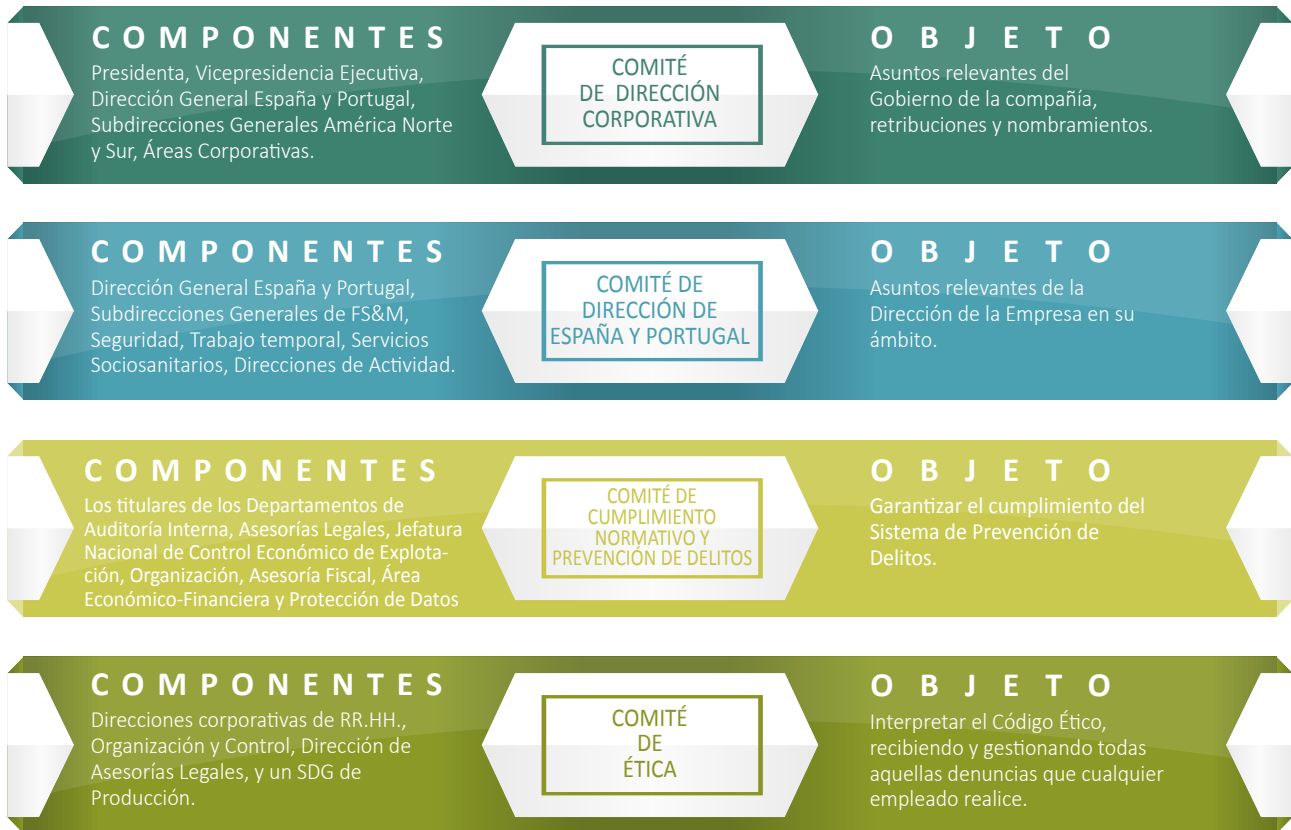 COMPONENTES
Presidenta, Vicepresidencia Ejecutiva,
Dirección General España y Portugal,
Subdirecciones Generales América Norte
y Sur, Áreas Corporativas.
COMITÉ
DE DIRECCIÓN
CORPORATIVA
OBJETO
Asuntos relevantes del
Gobierno de la compañía,
retribuciones y nombramientos.
COMPONENTES
Dirección General España y Portugal,
Subdirecciones Generales de FS&M,
Seguridad, Trabajo temporal, Servicios
Sociosanitarios, Direcciones de Actividad.
COMITÉ DE
DIRECCIÓN DE
ESPAÑA Y PORTUGAL
OBJETO
Asuntos relevantes de la
Dirección de la Empresa en su
ámbito.
COMPONENTES
Los titulares de los Departamentos de
Auditoría Interna, Asesorías Legales, Jefatura
Nacional de Control Económico de Explota-
ción, Organización, Asesoría Fiscal, Área
Económico-Financiera y Protección de Datos
COMITÉ DE
CUMPLIMIENTO
NORMATIVO Y
PREVENCIÓN DE DELITOS
OBJETO
Garantizar el cumplimiento del
Sistema de Prevención de
Delitos.
COMPONENTES
Direcciones corporativas de RR.HH.,
Organización y Control, Dirección de
Asesorías Legales, y un SDG de
Producción.
COMITÉ
DE
ÉTICA
OBJETO
Interpretar el Código Ético,
recibiendo y gestionando todas
aquellas denuncias que cualquier
empleado realice.